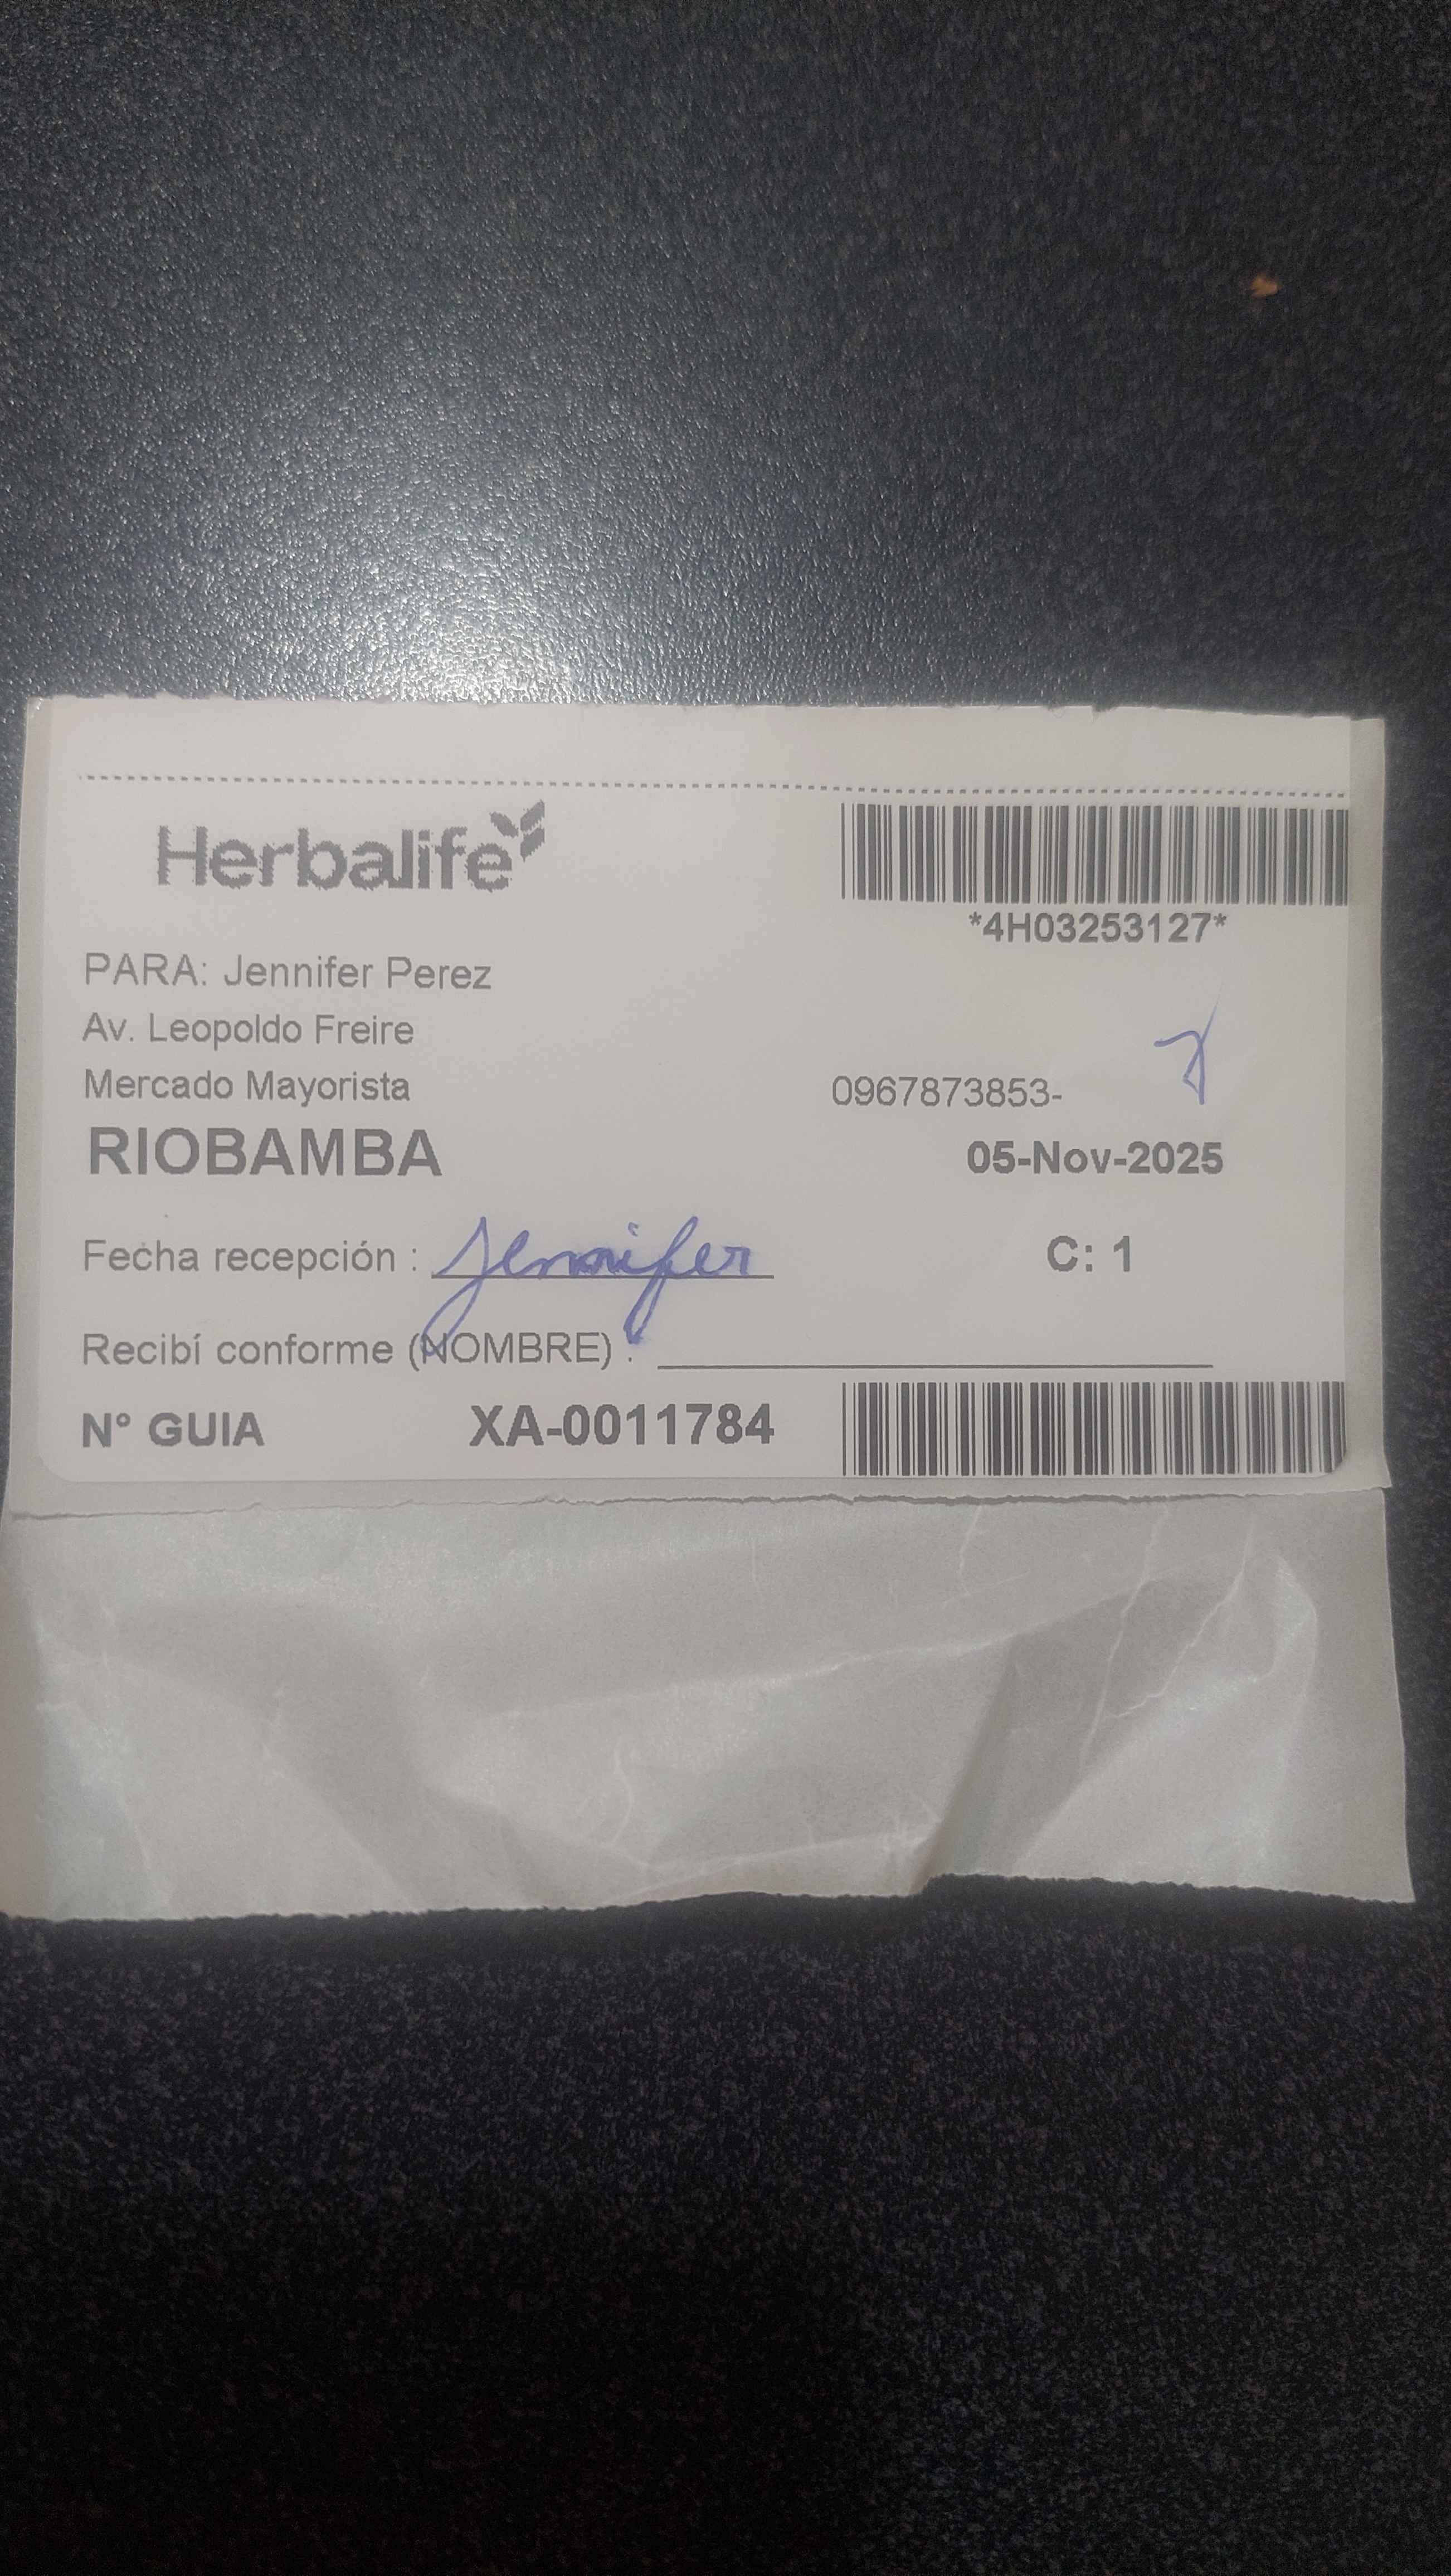 Herbalife
*4H03253127*
PARA: Jennifer Perez
Av. Leopoldo Freire
Mercado Mayorista 0967873853-
RIOBAMBA 05-Nov-2025
Fecha recepción : Jennifer C: 1
Recibí conforme (NOMBRE) :
N° GUIA XA-0011784